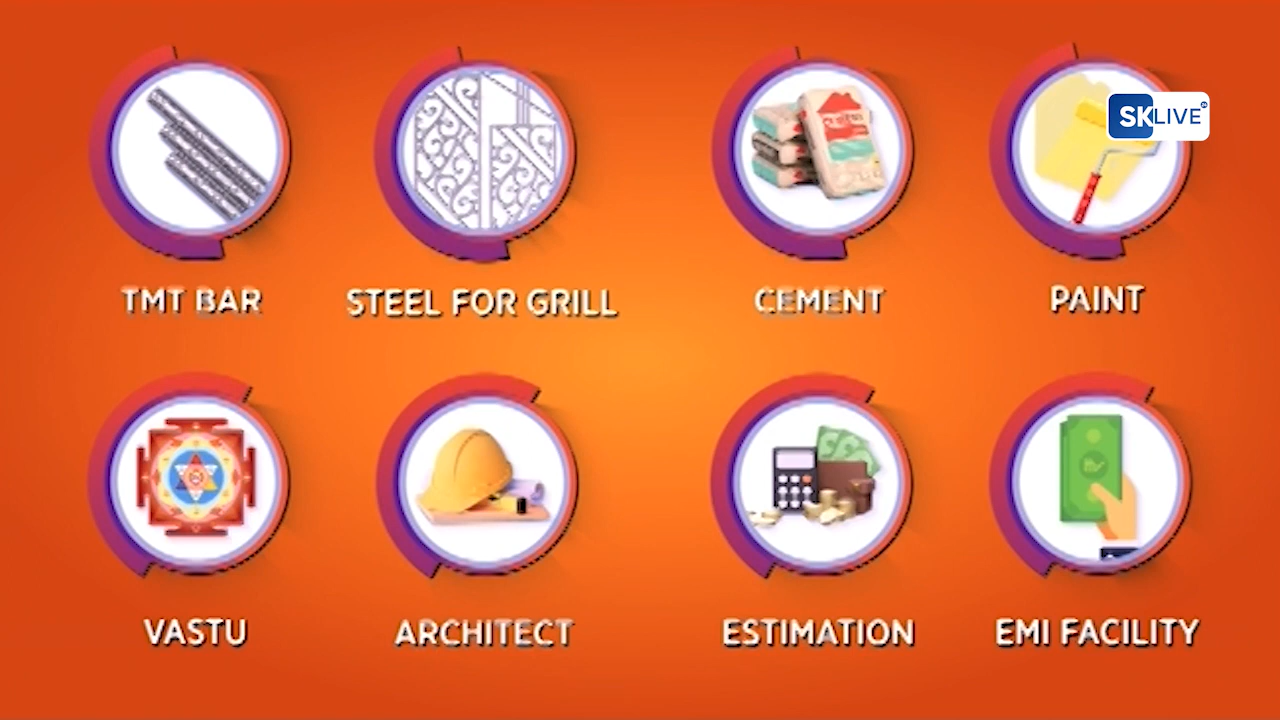 SKLIVE
TMT BAR
STEEL FOR GRILL
CEMENT
PAINT
VASTU
ARCHITECT
ESTIMATION
EMI FACILITY